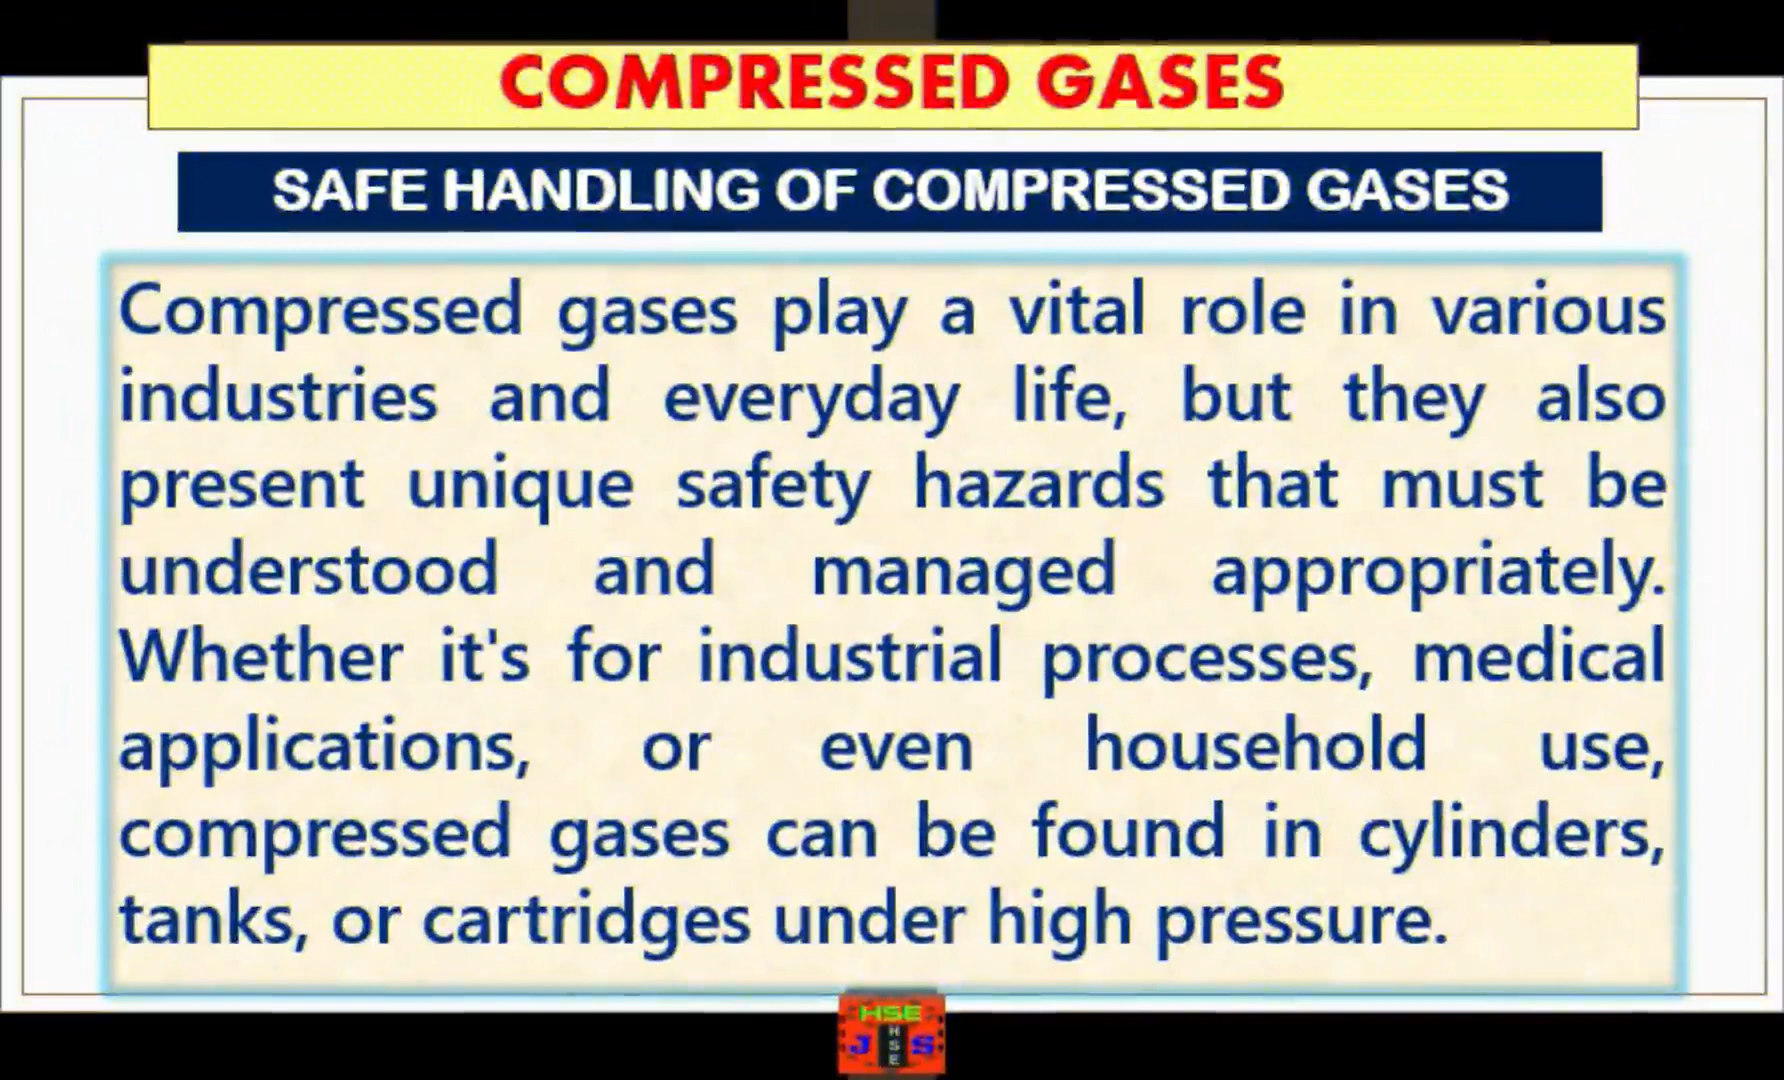 COMPRESSED GASES
SAFE HANDLING OF COMPRESSED GASES
Compressed gases play a vital role in various
industries and everyday life, but they also
present unique safety hazards that must be
understood and managed appropriately.
Whether it's for industrial processes, medical
applications, or even household use,
compressed gases can be found in cylinders,
tanks, or cartridges under high pressure.
HSE
J HSE S